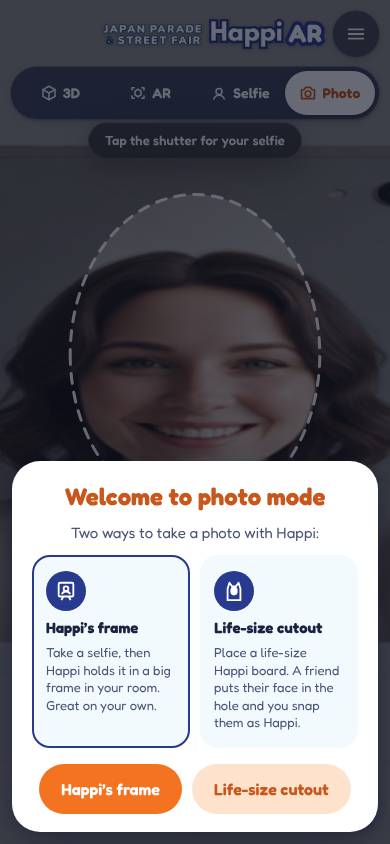 JAPAN PARADE
& STREET FAIR
Happi AR
3D
AR
Selfie
Photo
Tap the shutter for your selfie
Welcome to photo mode
Two ways to take a photo with Happi:
Happi's frame
Take a selfie, then
Happi holds it in a big
frame in your room.
Great on your own.
Life-size cutout
Place a life-size
Happi board. A friend
puts their face in the
hole and you snap
them as Happi.
Happi's frame
Life-size cutout